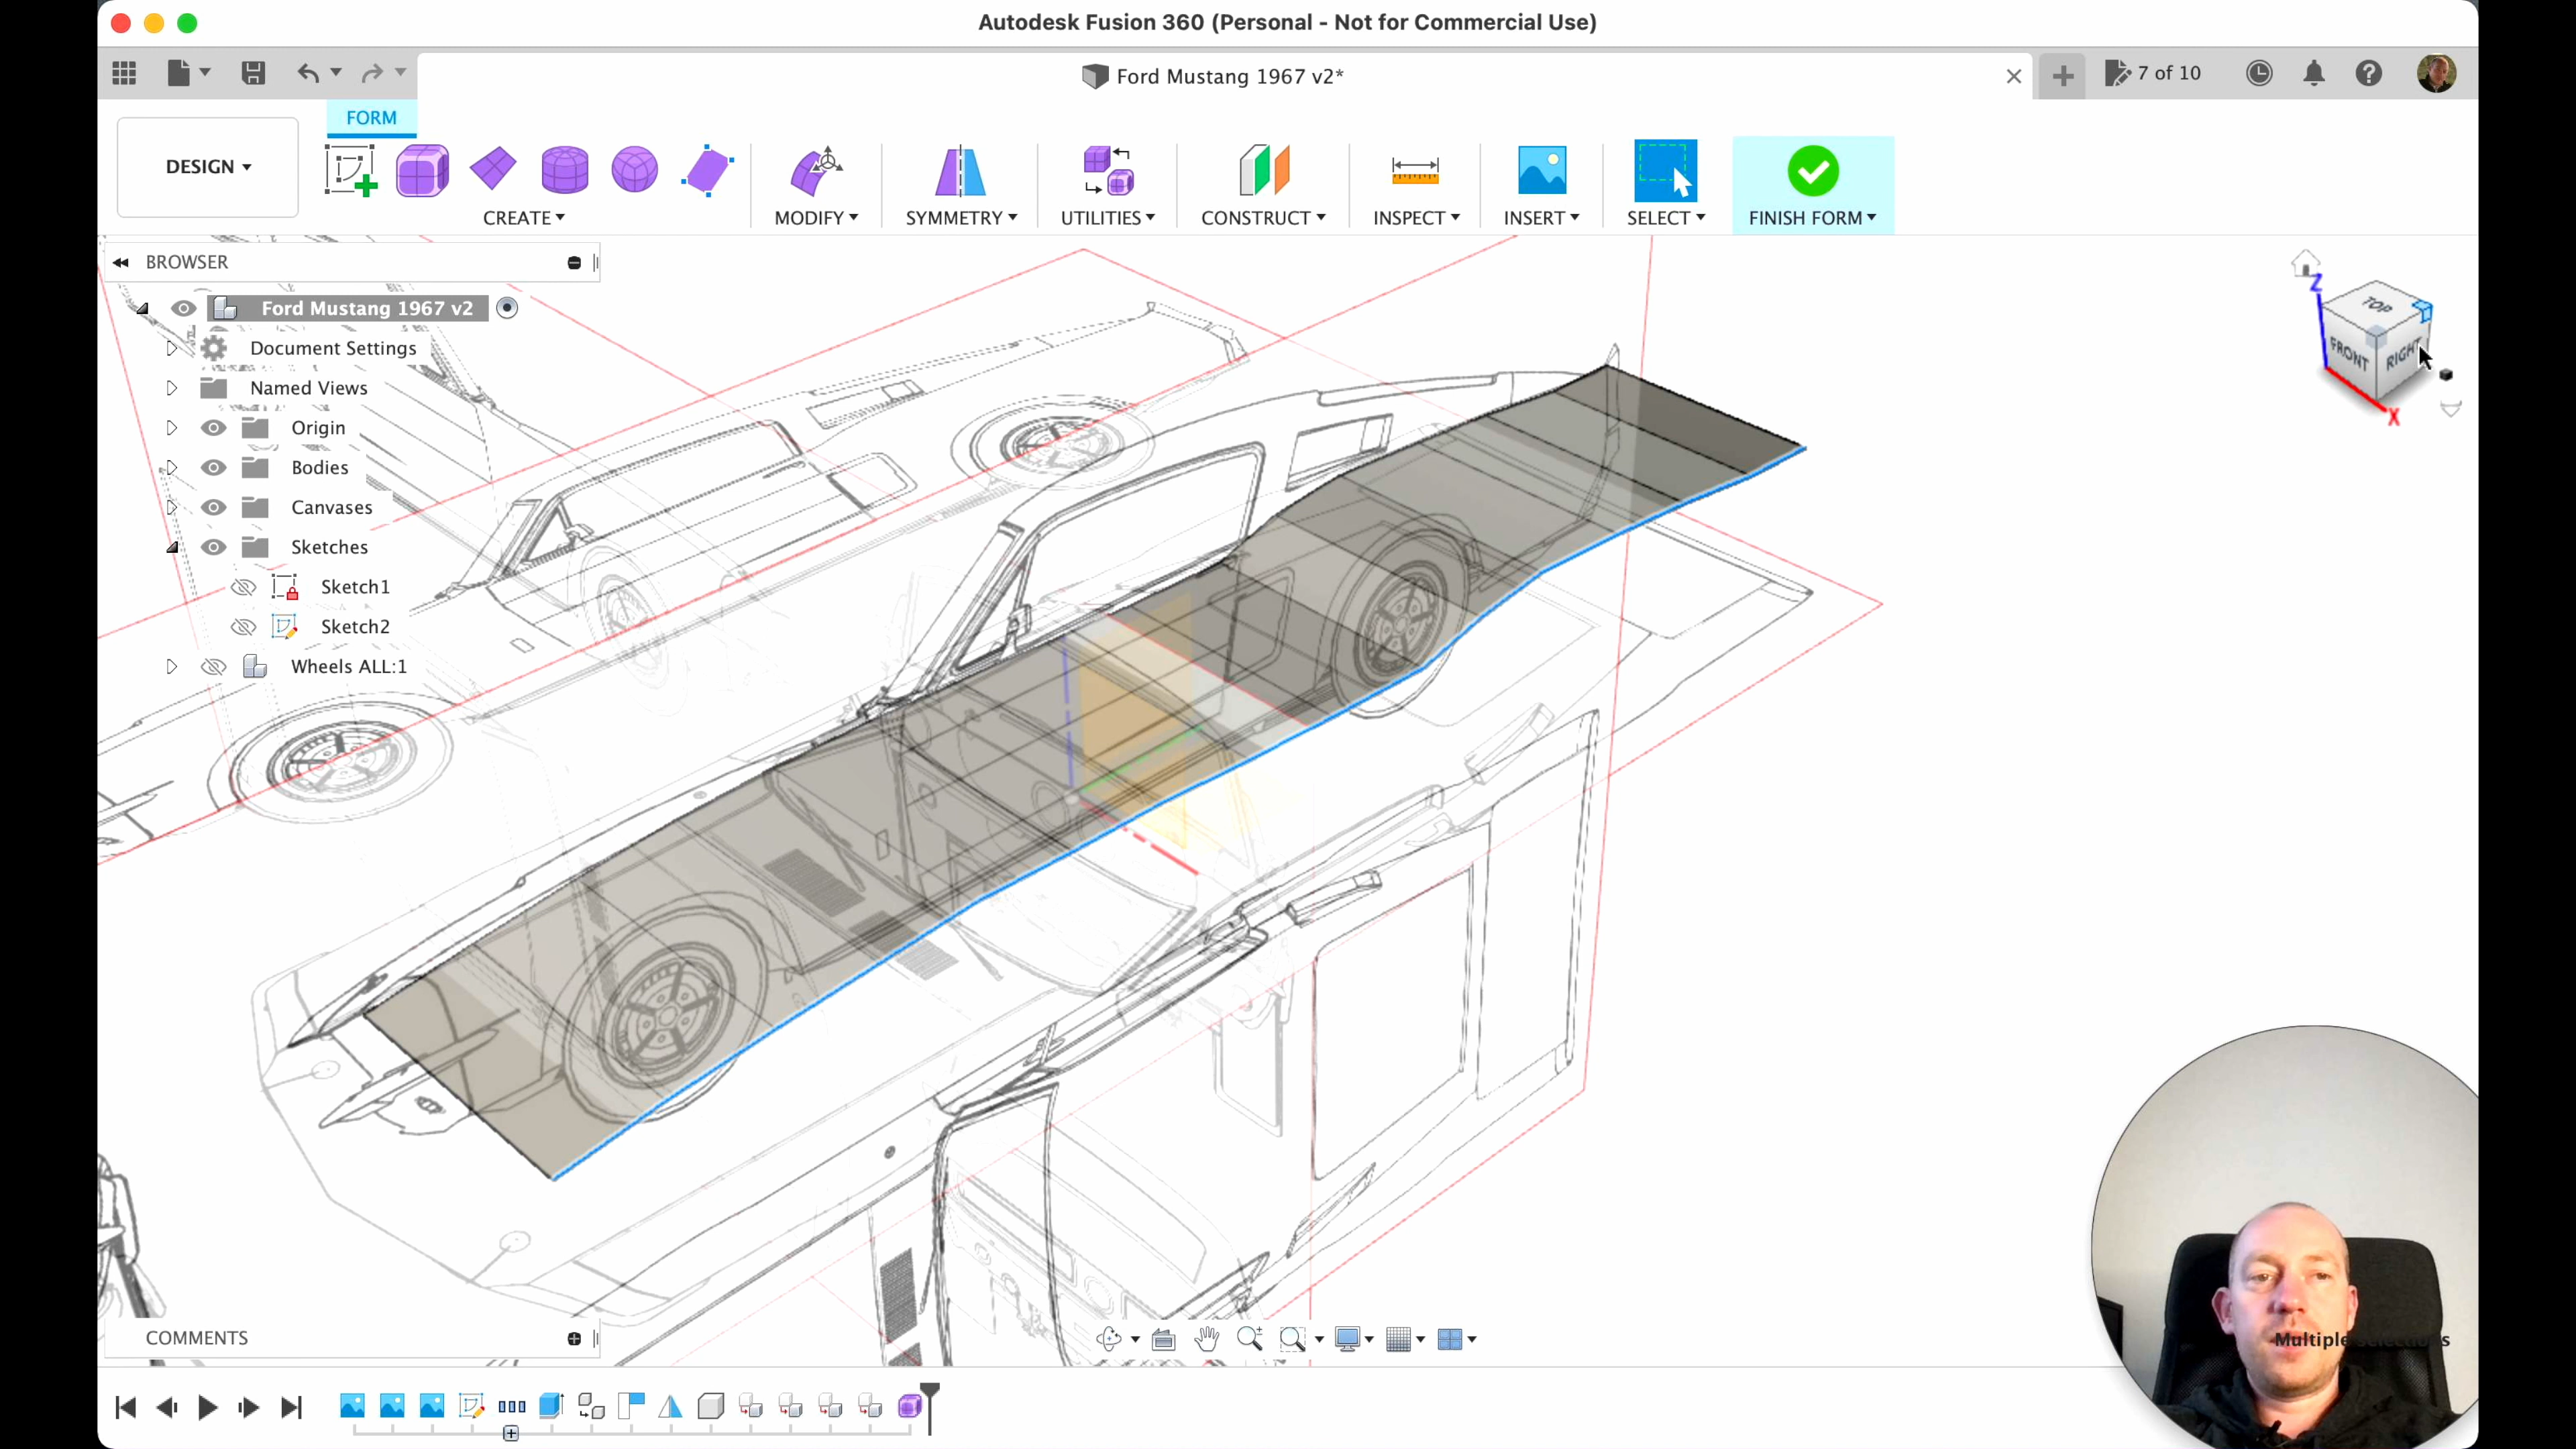 Autodesk Fusion 360 (Personal - Not for Commercial Use)
Ford Mustang 1967 v2*
7 of 10
FORM
DESIGN
CREATE
MODIFY
SYMMETRY
UTILITIES
CONSTRUCT
INSPECT
INSERT
SELECT
FINISH FORM
BROWSER
Ford Mustang 1967 v2
Document Settings
Named Views
Origin
Bodies
Canvases
Sketches
Sketch1
Sketch2
Wheels ALL:1
Z
TOP
FRONT
RIGHT
X
COMMENTS
Multiple Selections